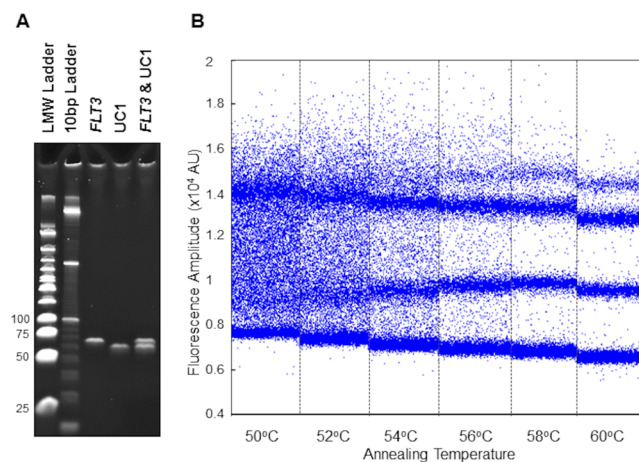 A
LMW Ladder
10bp Ladder
FLT3
UC1
FLT3 & UC1
100
75
50
25
B
Fluorescence Amplitude (x10⁴ AU)
2
1.8
1.6
1.4
1.2
1
0.8
0.6
0.4
50°C 52°C 54°C 56°C 58°C 60°C
Annealing Temperature